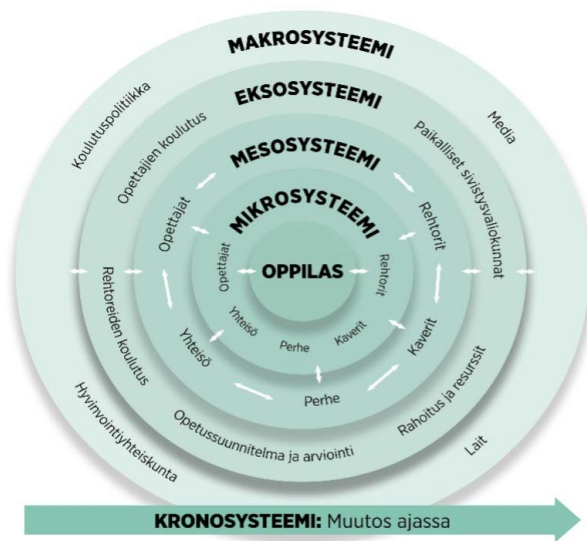 MAKROSYSTEEMI
Koulutuspolitiikka
Media
Hyvinvointiyhteiskunta
Lait
EKSOSYSTEEMI
Opettajien koulutus
Paikalliset sivistysvaliokunnat
Rehtoreiden koulutus
Opetussuunnitelma ja arviointi
Rahoitus ja resurssit
MESOSYSTEEMI
Opettajat
Rehtorit
Yhteisö
Perhe
Kaverit
MIKROSYSTEEMI
Opettajat
Rehtorit
Yhteisö
Perhe
Kaverit
OPPILAS
KRONOSYSTEEMI: Muutos ajassa